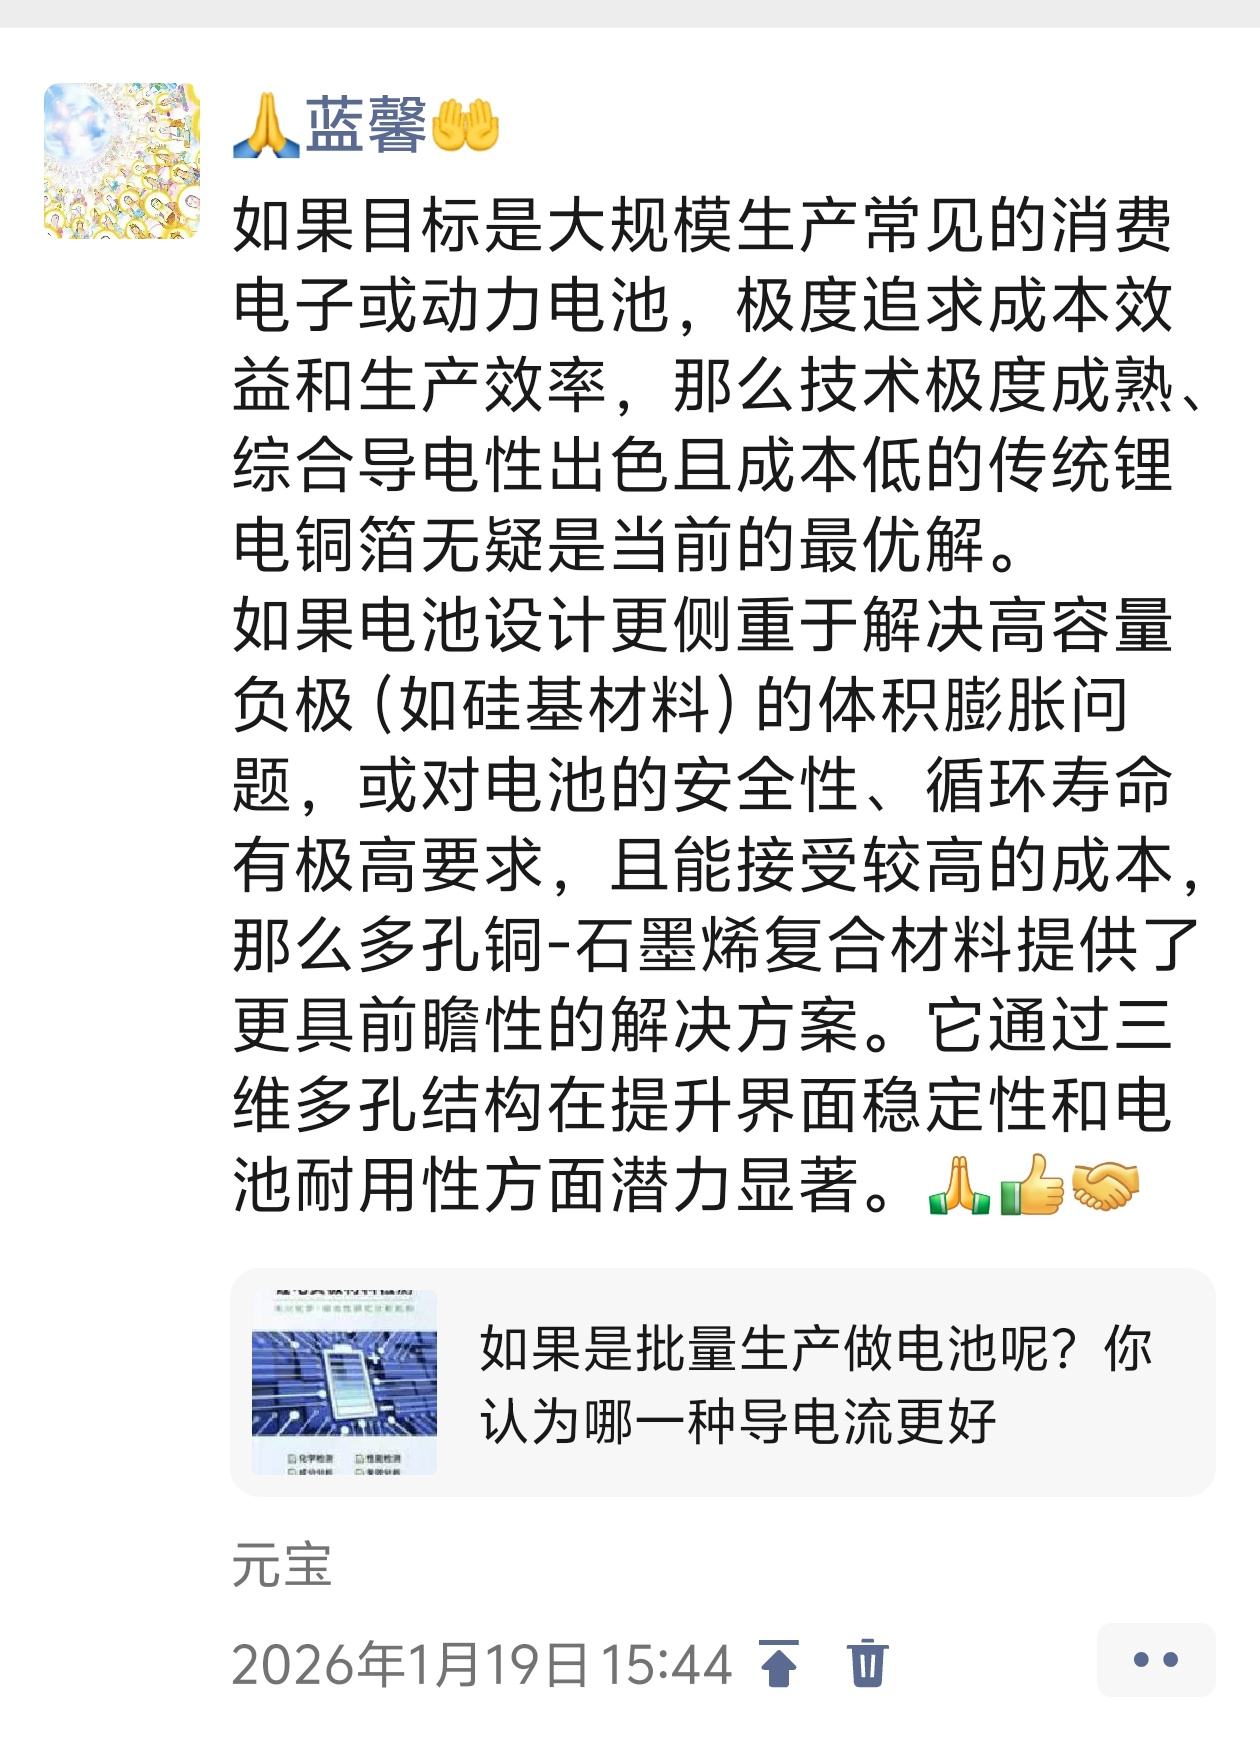 🙏蓝馨🤲
如果目标是大规模生产常见的消费
电子或动力电池，极度追求成本效
益和生产效率，那么技术极度成熟、
综合导电性出色且成本低的传统锂
电铜箔无疑是当前的最优解。
如果电池设计更侧重于解决高容量
负极(如硅基材料)的体积膨胀问
题，或对电池的安全性、循环寿命
有极高要求，且能接受较高的成本，
那么多孔铜-石墨烯复合材料提供了
更具前瞻性的解决方案。它通过三
维多孔结构在提升界面稳定性和电
池耐用性方面潜力显著。🙏👍🤝
化学检测 性能检测
如果是批量生产做电池呢？你
认为哪一种导电流更好
元宝
2026年1月19日 15:44